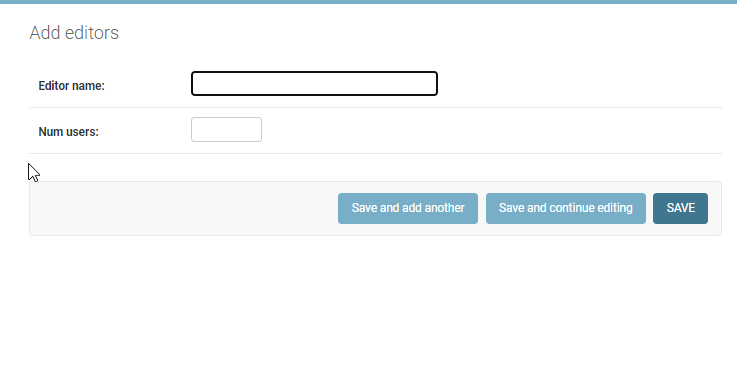 Add editors
Editor name:
Num users:
Save and add another Save and continue editing SAVE